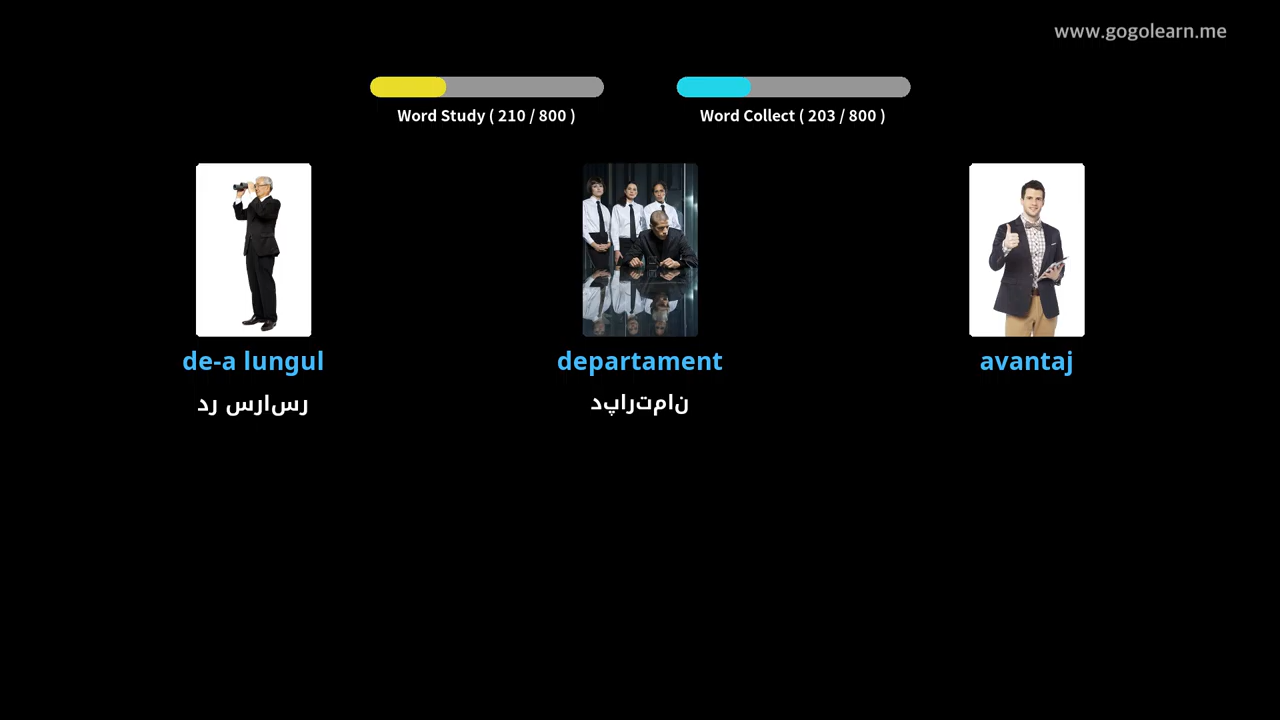 www.gogolearn.me
Word Study ( 210 / 800 )
Word Collect ( 203 / 800 )
de-a lungul
departament
avantaj
رسارس رد
نامتراپد